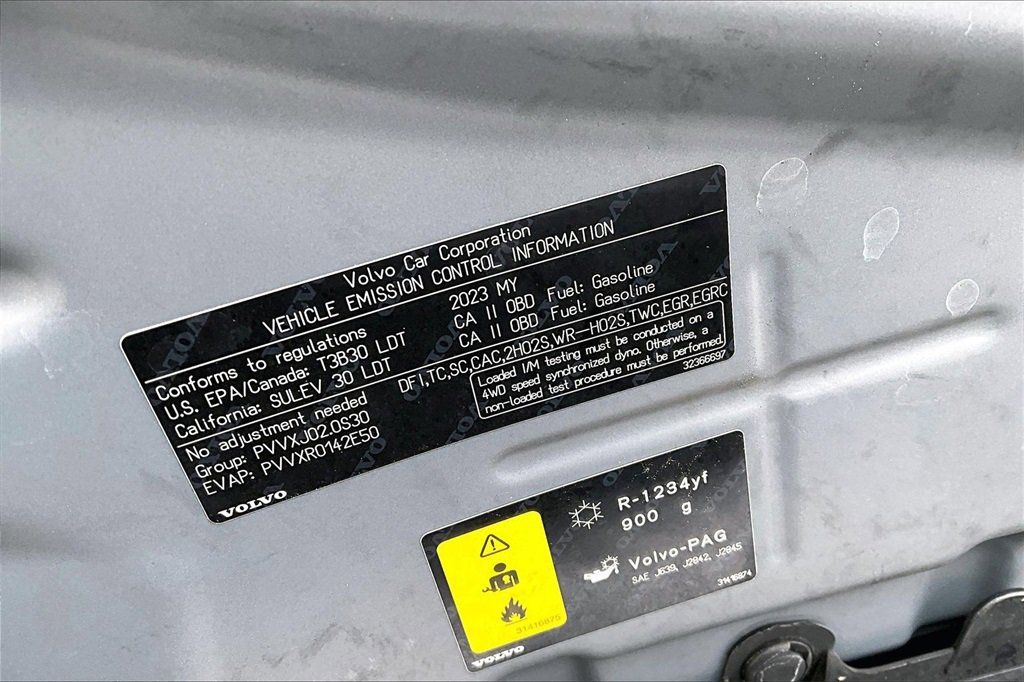 Volvo Car Corporation
VEHICLE EMISSION CONTROL INFORMATION
Conforms to regulations 2023 MY
U.S. EPA/Canada: T3B30 LDT CA II OBD Fuel: Gasoline
California: SULEV 30 LDT CA II OBD Fuel: Gasoline
No adjustment needed DFI,TC,SC,CAC,2HO2S,WR-HO2S,TWC,EGR,EGRC
Group: PVVXJ02.0S30
EVAP: PVVXR0142E50
Loaded I/M testing must be conducted on a
4WD speed synchronized dyno. Otherwise, a
non-loaded test procedure must be performed.
32366697
VOLVO
R-1234yf
900 g
Volvo-PAG
SAE J639, J2842, J2845
31416874
31416875
VOLVO